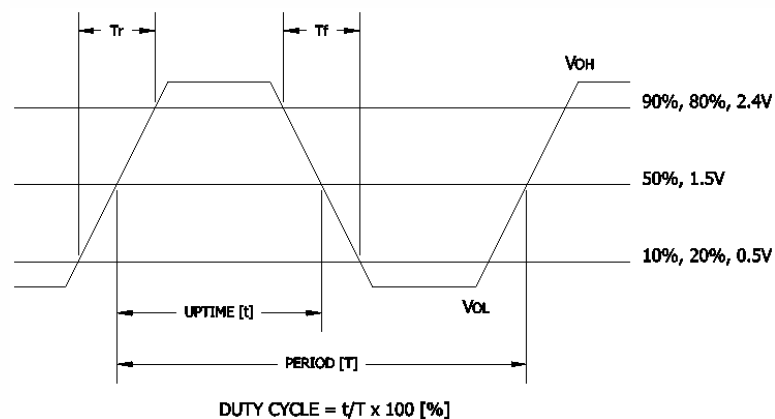 Tr
Tf
VOH
90%, 80%, 2.4V
50%, 1.5V
10%, 20%, 0.5V
VOL
UPTIME [t]
PERIOD [T]
DUTY CYCLE = t/T x 100 [%]